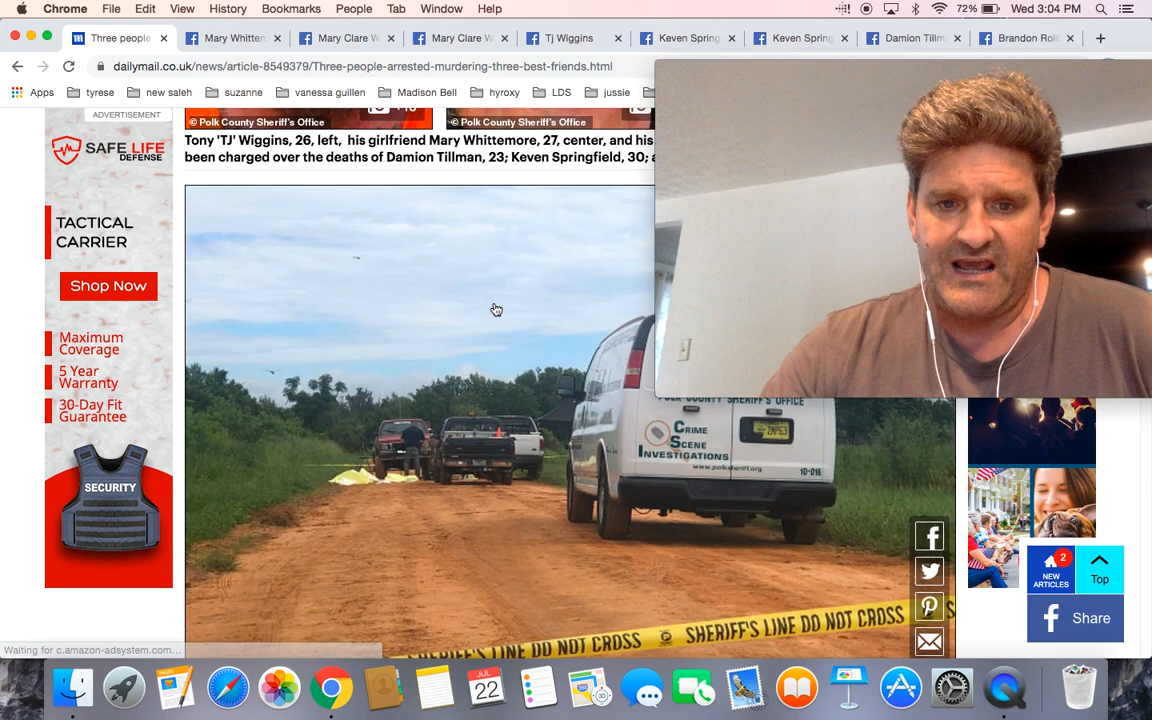 Chrome File Edit View History Bookmarks People Tab Window Help 72% Wed 3:04 PM
Three people Mary Whittem Mary Clare W Mary Clare W Tj Wiggins Keven Spring Keven Spring Damion Tillm Brandon Roll
dailymail.co.uk/news/article-8549379/Three-people-arrested-murdering-three-best-friends.html
Apps tyrese new saleh suzanne vanessa guillen Madison Bell hyroxy LDS jussie
ADVERTISEMENT
© Polk County Sheriff's Office © Polk County Sheriff's Office
SAFE LIFE
DEFENSE
Tony 'TJ' Wiggins, 26, left, his girlfriend Mary Whittemore, 27, center, and his
been charged over the deaths of Damion Tillman, 23; Keven Springfield, 30;
TACTICAL
CARRIER
Shop Now
Maximum
Coverage
5 Year
Warranty
30-Day Fit
Guarantee
SECURITY
POLK COUNTY SHERIFF'S OFFICE
CRIME
SCENE
INVESTIGATIONS
www.polksheriff.org
10-016
SHERIFF'S LINE DO NOT CROSS
SHERIFF'S LINE DO NOT CROSS
2
NEW
ARTICLES
Top
Share
Waiting for c.amazon-adsystem.com...
JUL
22